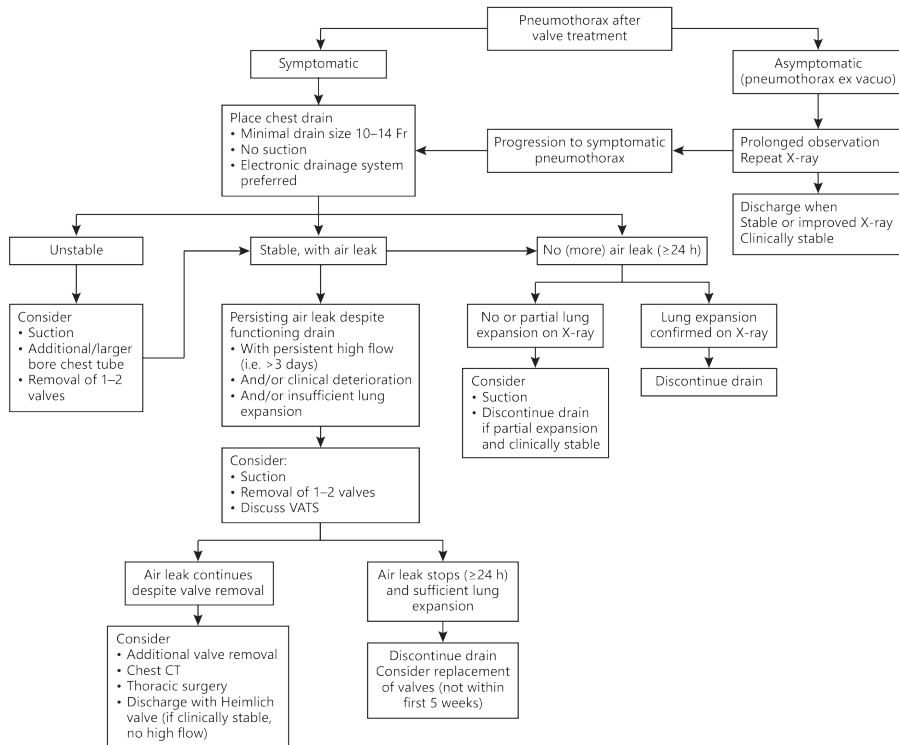 Pneumothorax after
valve treatment
Symptomatic
Asymptomatic
(pneumothorax ex vacuo)
Place chest drain
• Minimal drain size 10–14 Fr
• No suction
• Electronic drainage system
preferred
Progression to symptomatic
pneumothorax
Prolonged observation
Repeat X-ray
Discharge when
Stable or improved X-ray
Clinically stable
Unstable
Stable, with air leak
No (more) air leak (≥24 h)
Consider
• Suction
• Additional/larger
bore chest tube
• Removal of 1–2
valves
Persisting air leak despite
functioning drain
• With persistent high flow
(i.e. >3 days)
• And/or clinical deterioration
• And/or insufficient lung
expansion
No or partial lung
expansion on X-ray
Lung expansion
confirmed on X-ray
Consider
• Suction
• Discontinue drain
if partial expansion
and clinically stable
Discontinue drain
Consider:
• Suction
• Removal of 1–2 valves
• Discuss VATS
Air leak continues
despite valve removal
Air leak stops (≥24 h)
and sufficient lung
expansion
Consider
• Additional valve removal
• Chest CT
• Thoracic surgery
• Discharge with Heimlich
valve (if clinically stable,
no high flow)
Discontinue drain
Consider replacement
of valves (not within
first 5 weeks)